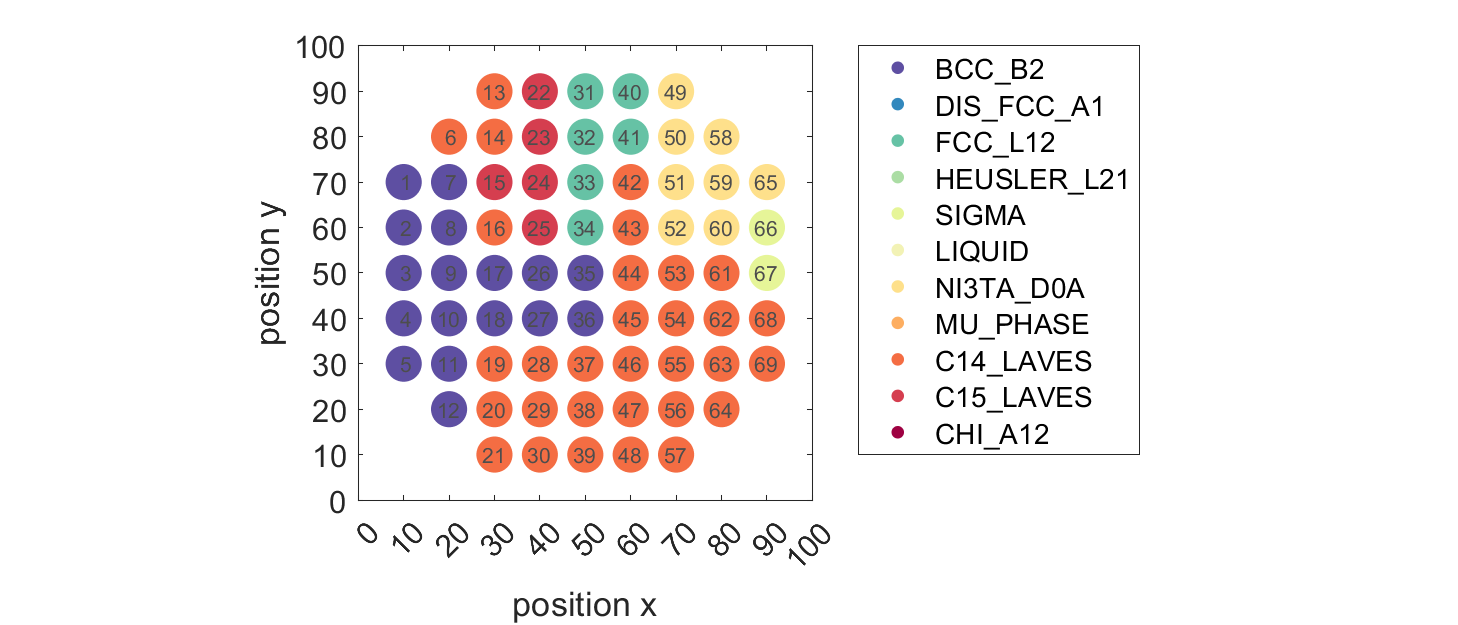 100
90
80
70
60
50
40
30
20
10
0
position y
13 22 31 40 49
6 14 23 32 41 50 58
1 7 15 24 33 42 51 59 65
2 8 16 25 34 43 52 60 66
3 9 17 26 35 44 53 61 67
4 10 18 27 36 45 54 62 68
5 11 19 28 37 46 55 63 69
12 20 29 38 47 56 64
21 30 39 48 57
0 10 20 30 40 50 60 70 80 90 100
position x
BCC_B2
DIS_FCC_A1
FCC_L12
HEUSLER_L21
SIGMA
LIQUID
NI3TA_D0A
MU_PHASE
C14_LAVES
C15_LAVES
CHI_A12